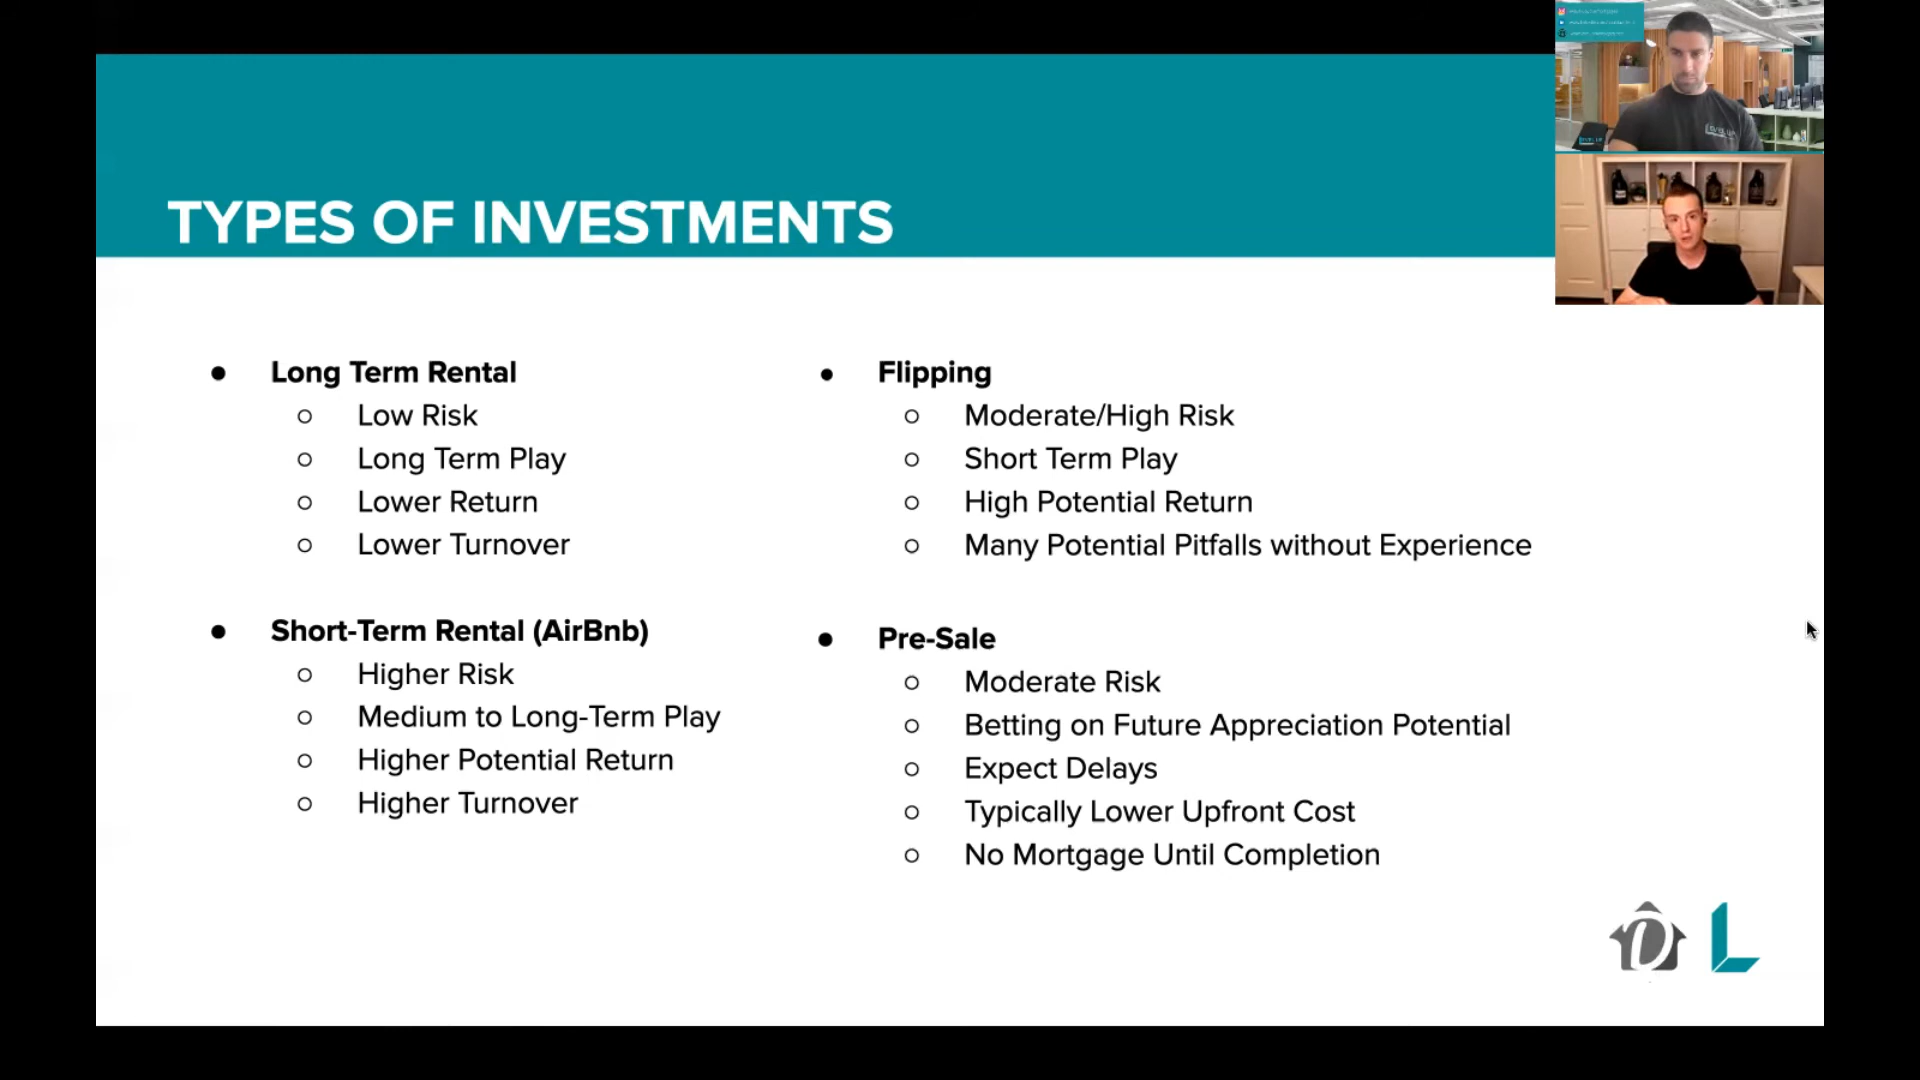 TYPES OF INVESTMENTS
● Long Term Rental
○ Low Risk
○ Long Term Play
○ Lower Return
○ Lower Turnover
● Short-Term Rental (AirBnb)
○ Higher Risk
○ Medium to Long-Term Play
○ Higher Potential Return
○ Higher Turnover
● Flipping
○ Moderate/High Risk
○ Short Term Play
○ High Potential Return
○ Many Potential Pitfalls without Experience
● Pre-Sale
○ Moderate Risk
○ Betting on Future Appreciation Potential
○ Expect Delays
○ Typically Lower Upfront Cost
○ No Mortgage Until Completion